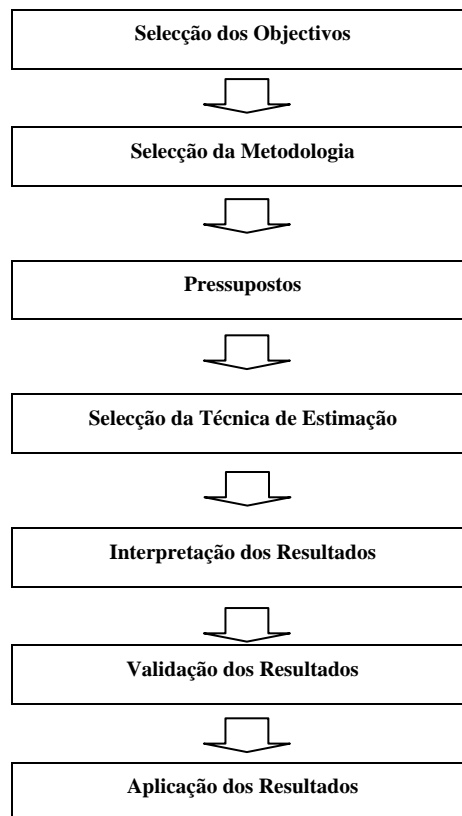 Selecção dos Objectivos
Selecção da Metodologia
Pressupostos
Selecção da Técnica de Estimação
Interpretação dos Resultados
Validação dos Resultados
Aplicação dos Resultados